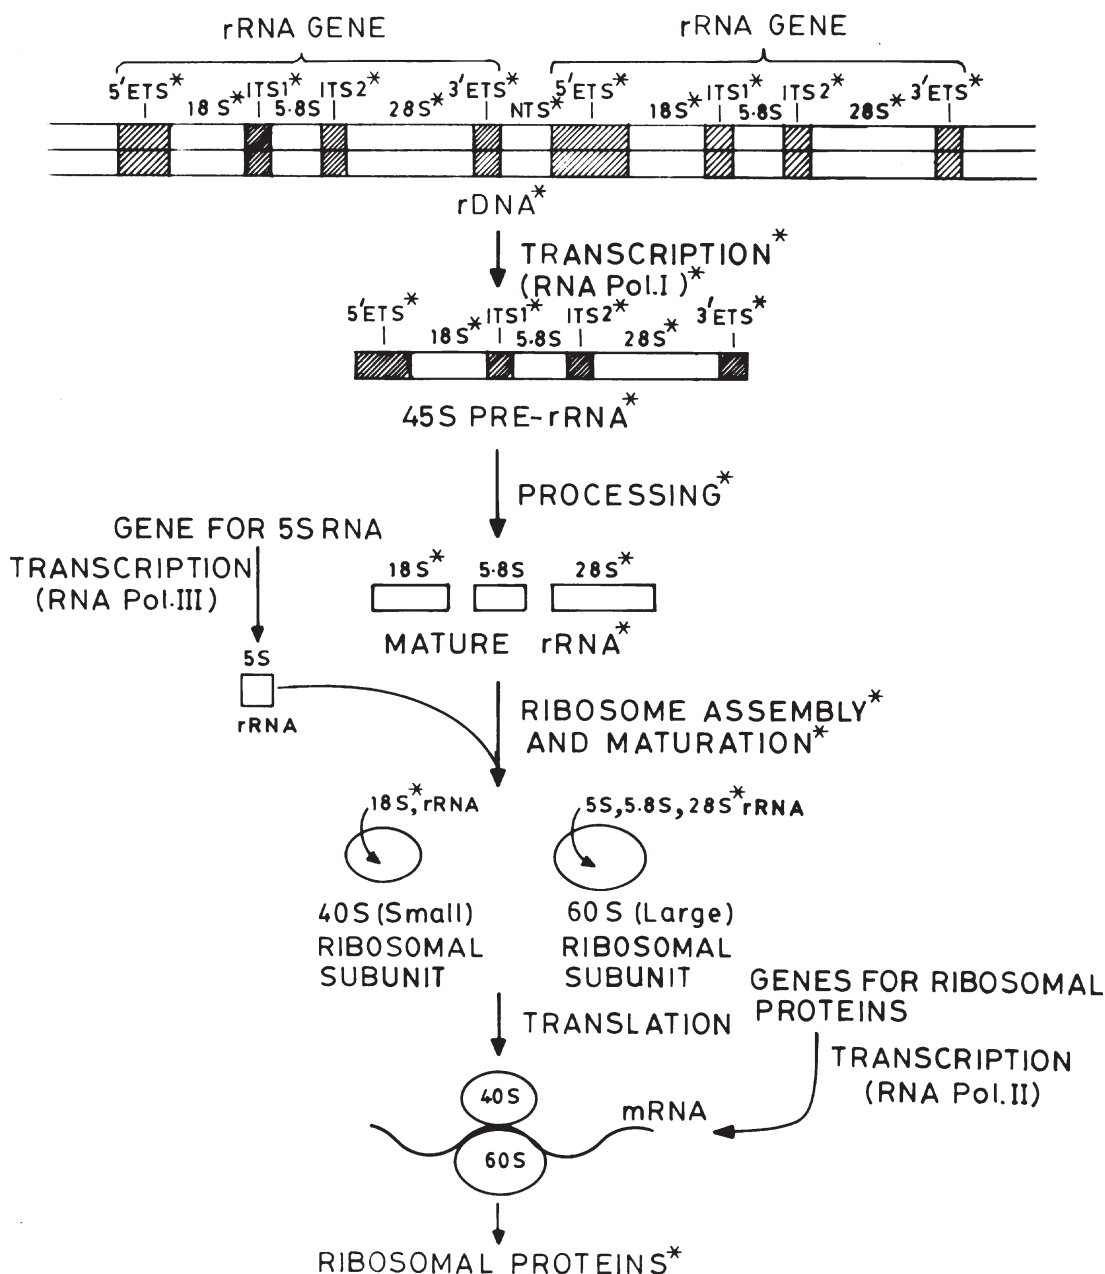 rRNA GENE rRNA GENE
5'ETS* ITS1* ITS2* 3'ETS* 5'ETS* ITS1* ITS2* 3'ETS*
18S* 5·8S 28S* NTS* 18S* 5·8S 28S*
rDNA*
TRANSCRIPTION*
(RNA Pol.I)*
5'ETS* ITS1* ITS2* 3'ETS*
18S* 5.8S 28S*
45S PRE-rRNA*
PROCESSING*
GENE FOR 5S RNA
TRANSCRIPTION
(RNA Pol.III)
18S* 5·8S 28S*
MATURE rRNA*
5S
rRNA
RIBOSOME ASSEMBLY*
AND MATURATION*
18S,*rRNA 5S,5.8S,28S*rRNA
40S (Small) 60S (Large)
RIBOSOMAL RIBOSOMAL
SUBUNIT SUBUNIT
GENES FOR RIBOSOMAL
PROTEINS
TRANSLATION
TRANSCRIPTION
(RNA Pol.II)
40S
mRNA
60S
RIBOSOMAL PROTEINS*